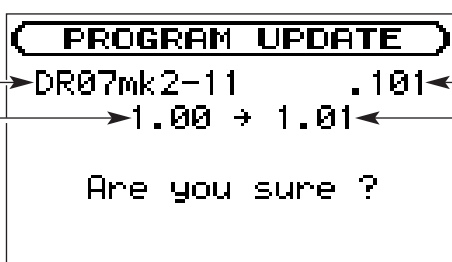 PROGRAM UPDATE
DR07mk2-11 .101
1.00 → 1.01
Are you sure ?